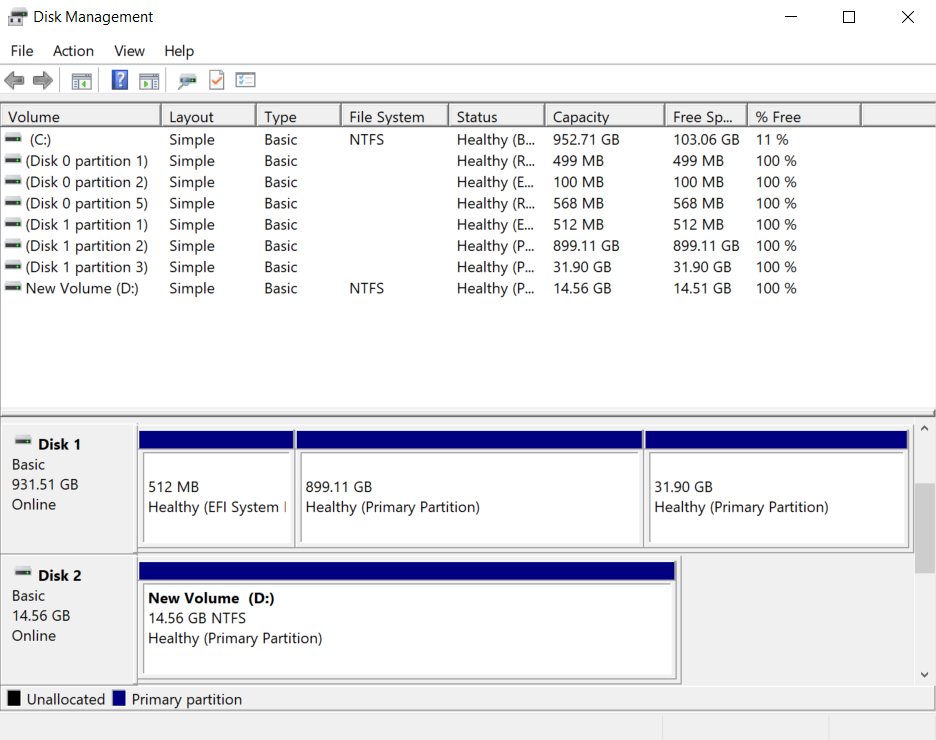 Disk Management
File Action View Help
Volume Layout Type File System Status Capacity Free Sp... % Free
(C:) Simple Basic NTFS Healthy (B... 952.71 GB 103.06 GB 11 %
(Disk 0 partition 1) Simple Basic Healthy (R... 499 MB 499 MB 100 %
(Disk 0 partition 2) Simple Basic Healthy (E... 100 MB 100 MB 100 %
(Disk 0 partition 5) Simple Basic Healthy (R... 568 MB 568 MB 100 %
(Disk 1 partition 1) Simple Basic Healthy (E... 512 MB 512 MB 100 %
(Disk 1 partition 2) Simple Basic Healthy (P... 899.11 GB 899.11 GB 100 %
(Disk 1 partition 3) Simple Basic Healthy (P... 31.90 GB 31.90 GB 100 %
New Volume (D:) Simple Basic NTFS Healthy (P... 14.56 GB 14.51 GB 100 %
Disk 1
Basic
931.51 GB
Online
512 MB
Healthy (EFI System
899.11 GB
Healthy (Primary Partition)
31.90 GB
Healthy (Primary Partition)
Disk 2
Basic
14.56 GB
Online
New Volume (D:)
14.56 GB NTFS
Healthy (Primary Partition)
Unallocated Primary partition